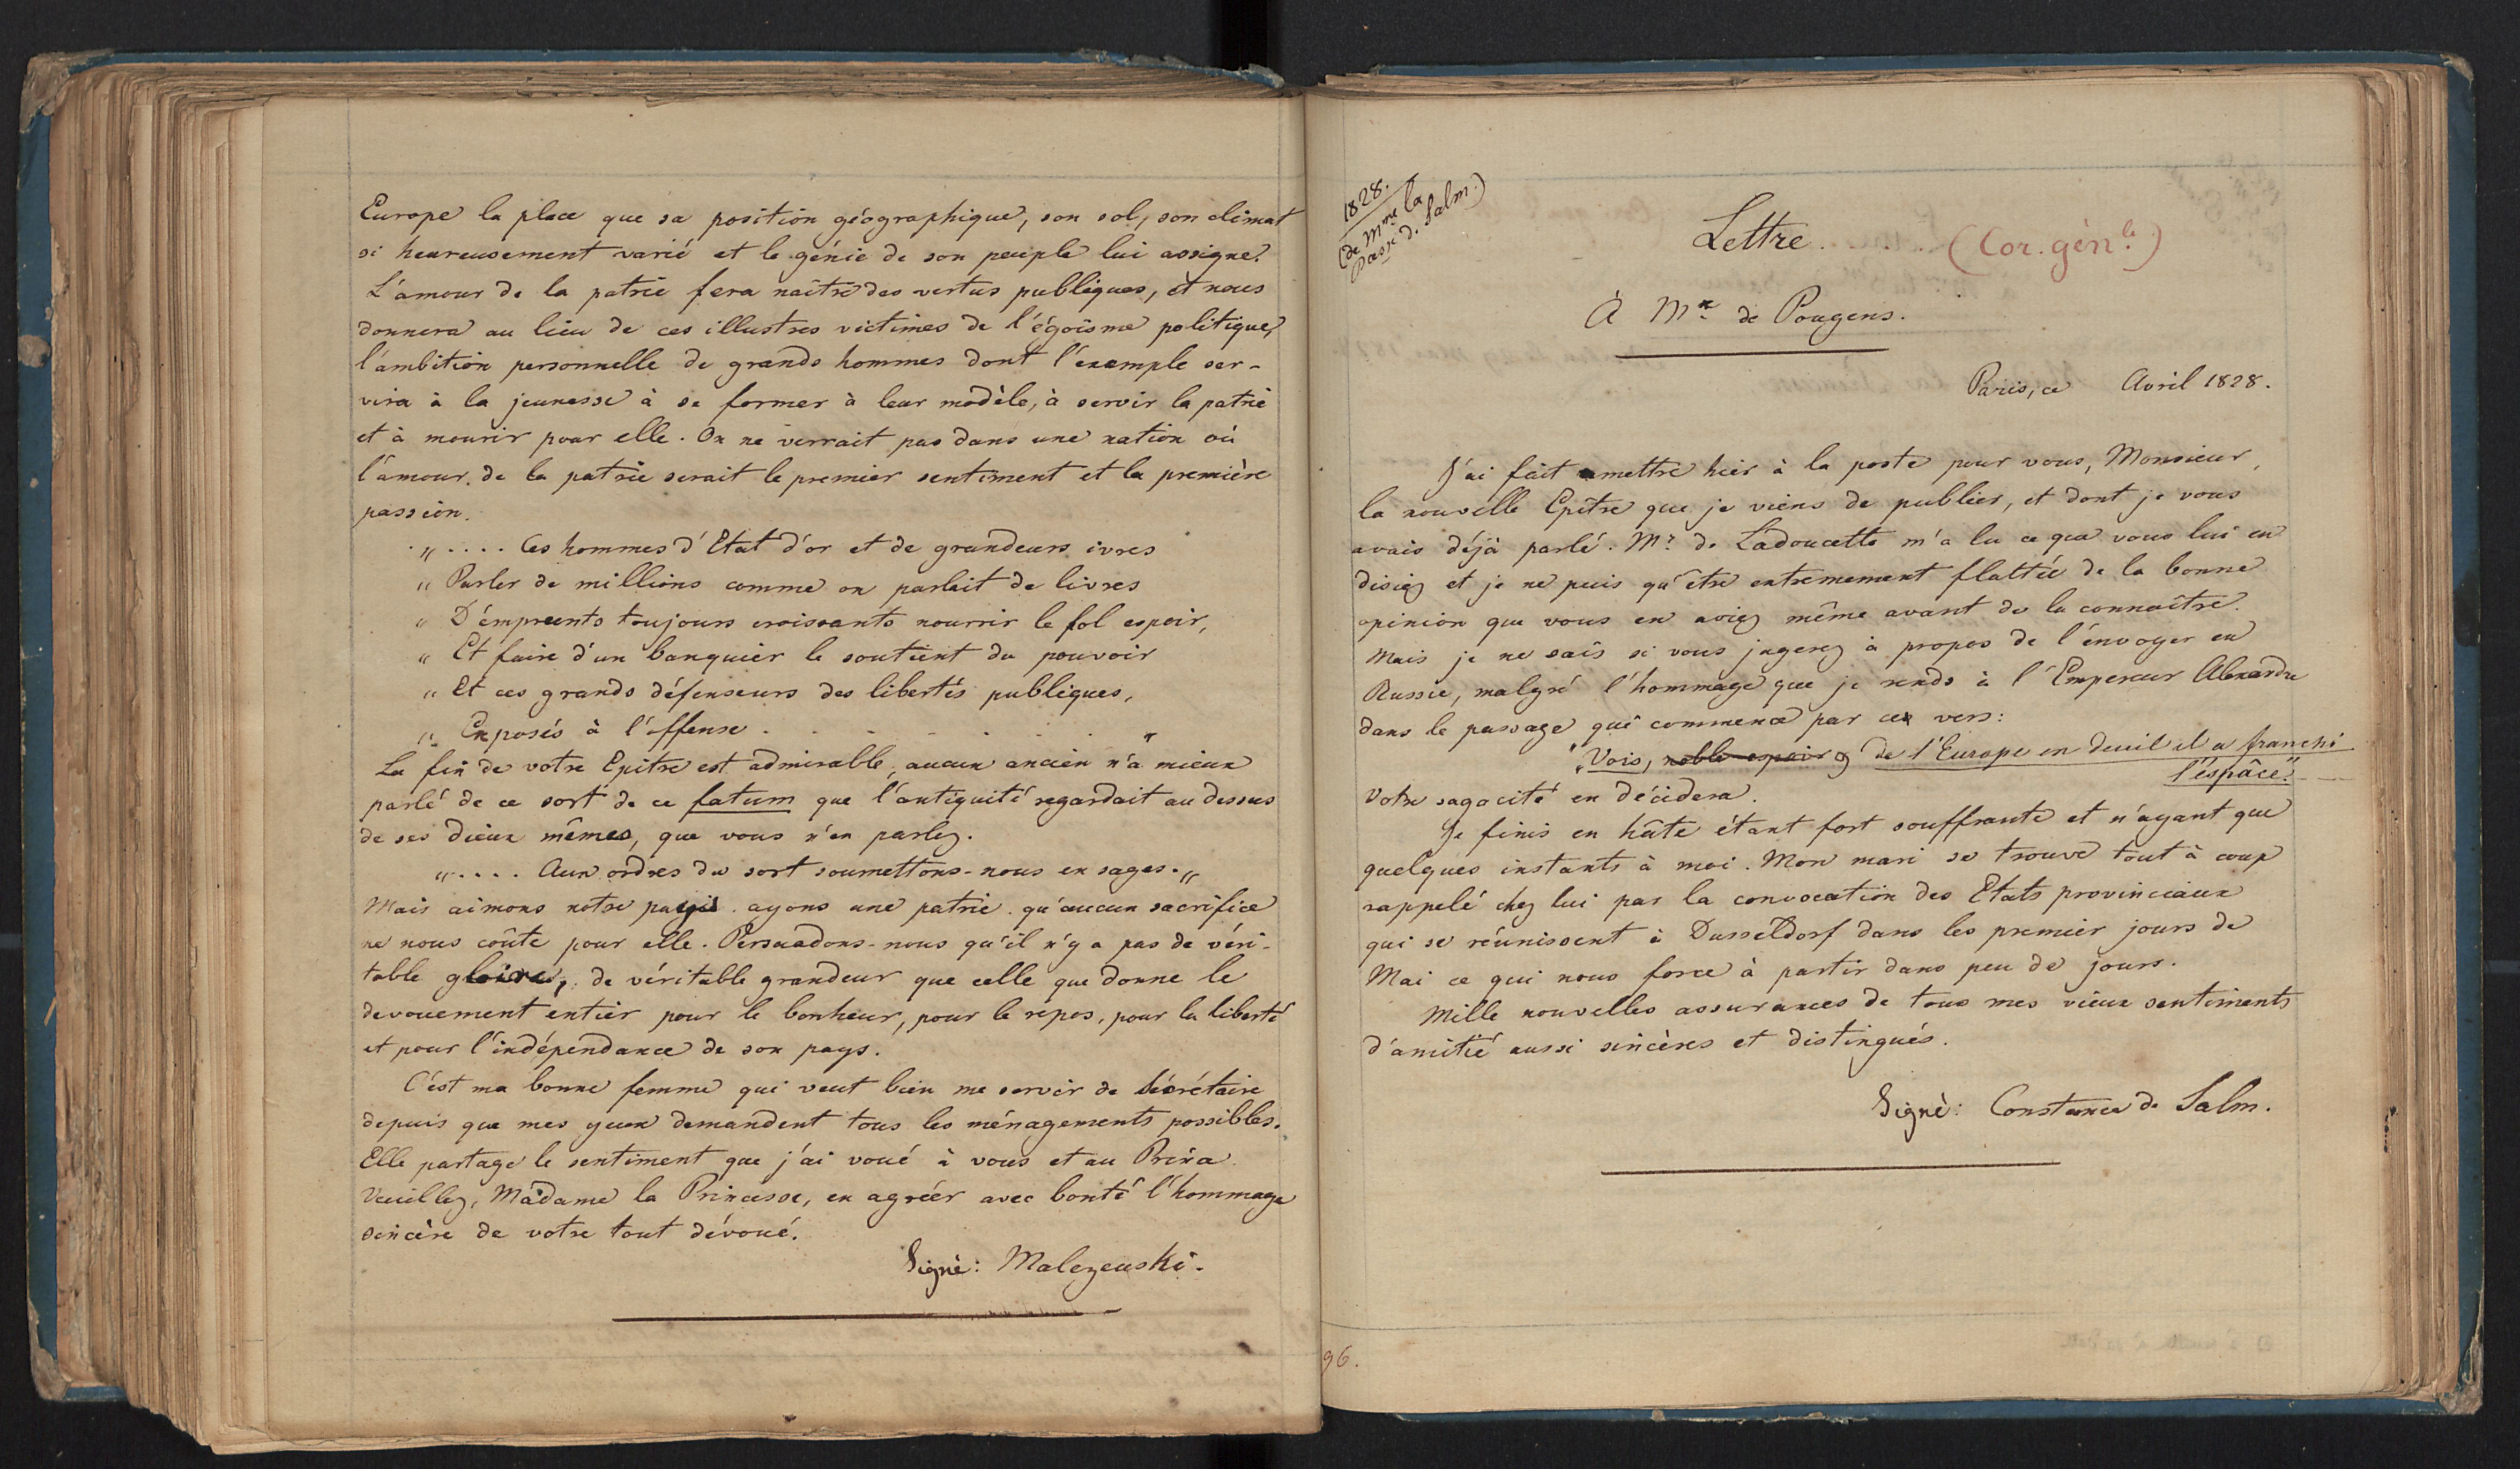 Europe la place que sa position géographique, son sol, son climat
si heureusement varié et le génie de son peuple lui assigne.
L'amour de la patrie fera naître des vertus publiques, et nous
donnera au lieu de ces illustres victimes de l'égoïsme politique,
l'ambition personnelle de grands hommes dont l'exemple ser-
vira à la jeunesse à se former à leur modèle, à servir la patrie
et à mourir pour elle. On ne verrait pas dans une nation où
l'amour de la patrie serait le premier sentiment et la première
passion.
".... Ces hommes d'Etat d'or et de grandeurs ivres
" Parler de millions comme on parlait de livres
" D'émprunts toujours croissants nourrir le fol espoir,
" Et faire d'un banquier le soutient du pouvoir
" Et ces grands défenseurs des libertés publiques,
" Exposés à l'offense . . . . . . "
La fin de votre Epitre est admirable, aucun ancien n'a mieux
parlé de ce sort de ce fatum que l'antiquité regardait au dessus
de ses dieux mêmes, que vous n'en parlez.
".... Aux ordres du sort soumettons-nous en sages."
Mais aimons notre pays. ayons une patrie. qu'aucun sacrifice
ne nous coûte pour elle. Persuadons-nous qu'il n'y a pas de véri-
table gloire, de véritable grandeur que celle que donne le
devouement entier pour le bonheur, pour le repos, pour la liberté
et pour l'indépendance de son pays.
C'est ma bonne femme qui veut bien me servir de sécrétaire
depuis que mes yeux demandent tous les ménagements possibles.
Elle partage le sentiment que j'ai voué à vous et au
Veuillez, Madame la Princesse, en agréer avec bonté l'hommage
sincère de votre tout dévoué.
Signé: Malezeuski.
1828.
(de Mme la
Psse d. Salm.)
Lettre . . . . (Cor. génle.)
À Mr. de Pougens.
Paris, ce Avril 1828.
J'ai fait mettre hier à la poste pour vous, Monsieur,
la nouvelle Epître que je viens de publier, et dont je vous
avais déjà parlé. Mr. de Ladoucette m'a lu ce que vous lui en
disiez et je ne puis qu'être extremement flattée de la bonne
opinion que vous en aviez même avant de la connaître.
Mais je ne sais si vous jugerez à propos de l'envoyer en
Russie, malgré l'hommage que je rends à l'Empereur Alexandre
dans le passage qui commence par ces vers:
"Vois, noble espoir de l'Europe en deuil il a franchi
l'espâce."
Votre sagacité en décidera.
Je finis en hâte étant fort souffrante et n'ayant que
quelques instants à moi. Mon mari se trouve tout à coup
rappelé chez lui par la convocation des Etats provinciaux
qui se réunissent à Dusseldorf dans les premier jours de
Mai ce qui nous force à partir dans peu de jours.
Mille nouvelles assurances de tous mes vieux sentiments
d'amitié aussi sincères et distingués.
Signé: Constance de Salm.
96.